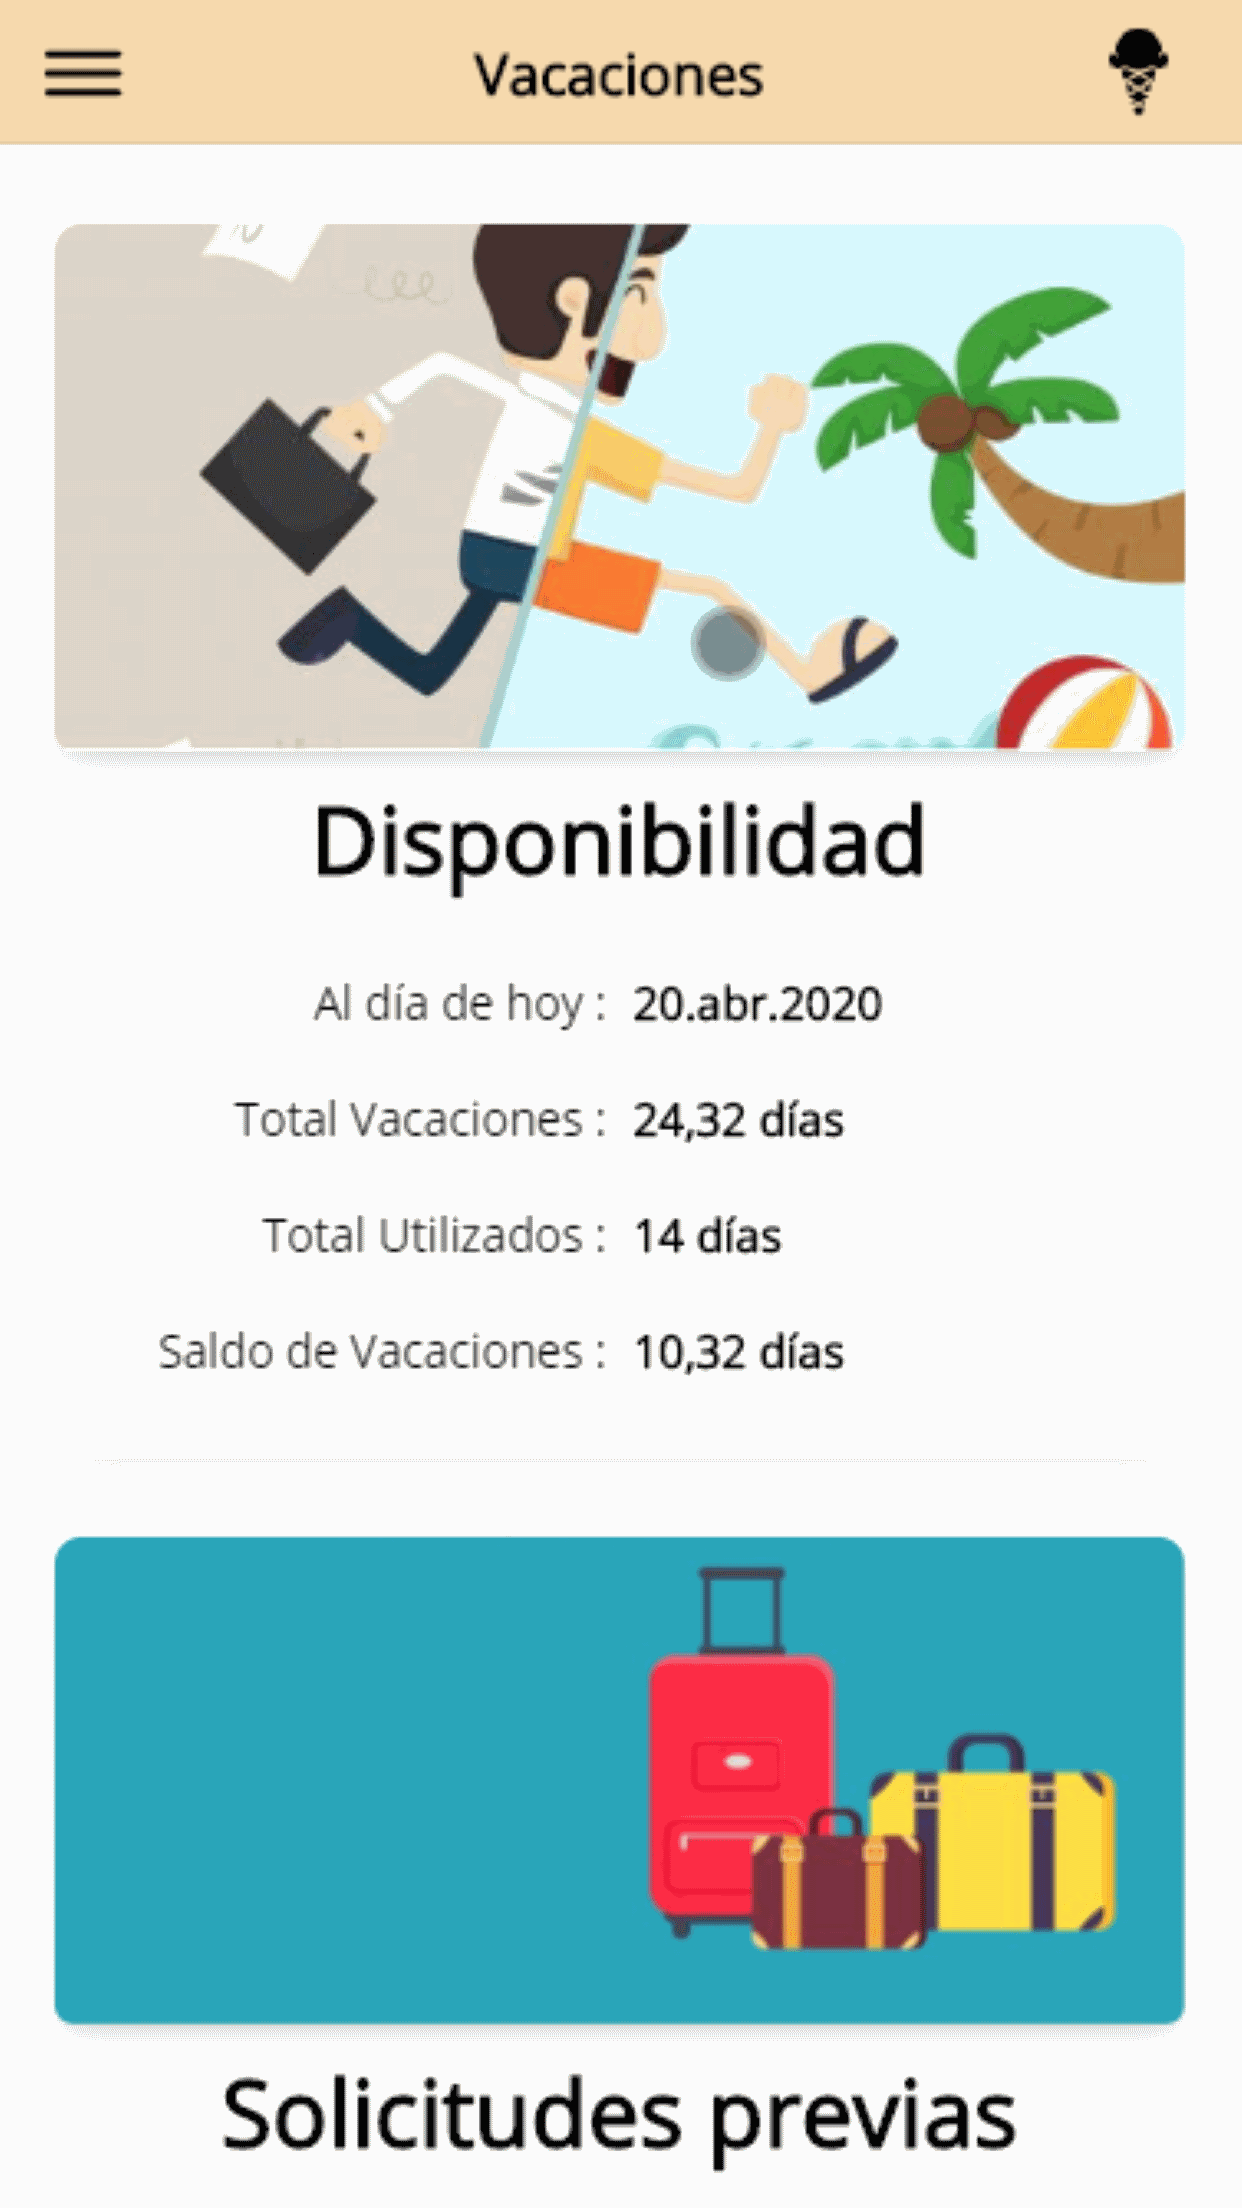 Vacaciones
Disponibilidad
Al día de hoy : 20.abr.2020
Total Vacaciones : 24,32 días
Total Utilizados : 14 días
Saldo de Vacaciones : 10,32 días
Solicitudes previas